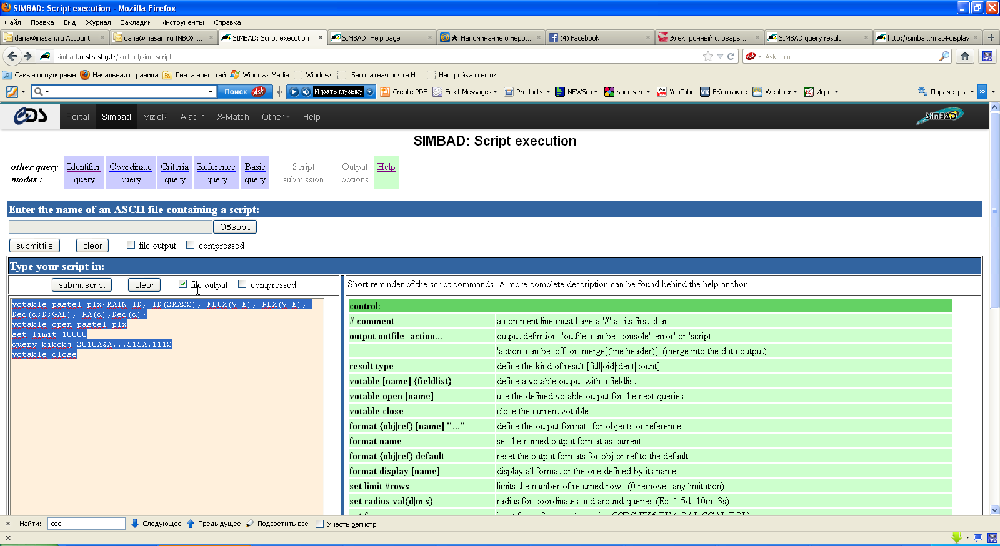 SIMBAD: Script execution - Mozilla Firefox
Файл Правка Вид Журнал Закладки Инструменты Справка
dana@inasan.ru Account dana@inasan.ru INBOX ... SIMBAD: Script execution SIMBAD: Help page ★ Напоминание о меро... (4) Facebook Электронный словарь ... SIMBAD query result http://simba...rmat+display
simbad.u-strasbg.fr/simbad/sim-fscript Ask Ask.com FVD
Самые популярные Начальная страница Лента новостей Windows Media Windows Бесплатная почта H... Настройка ссылок
Поиск Ask Играть музыку Create PDF Foxit Messages Products NEWSru sports.ru YouTube ВКонтакте Weather Игры Параметры »
CDS Portal Simbad VizieR Aladin X-Match Other Help SIMBAD
SIMBAD: Script execution
other query modes : Identifier query Coordinate query Criteria query Reference query Basic query Script submission Output options Help
Enter the name of an ASCII file containing a script:
Обзор...
submit file clear file output compressed
Type your script in:
submit script clear file output compressed
votable pastel_plx{MAIN_ID, ID(2MASS), FLUX(V E), PLX(V E),
Dec(d;D;GAL), RA(d),Dec(d)}
votable open pastel_plx
set limit 10000
query bibobj 2010A&A...515A.111S
votable close
Short reminder of the script commands. A more complete description can be found behind the help anchor
control:
# comment a comment line must have a '#' as its first char
output outfile=action... output definition. 'outfile' can be 'console','error' or 'script'
'action' can be 'off' or 'merge[(line header)]' (merge into the data output)
result type define the kind of result [full|oid|ident|count]
votable [name] {fieldlist} define a votable output with a fieldlist
votable open [name] use the defined votable output for the next queries
votable close close the current votable
format {obj|ref} [name] "..." define the output formats for objects or references
format name set the named output format as current
format {obj|ref} default reset the output formats for obj or ref to the default
format display [name] display all format or the one defined by its name
set limit #rows limits the number of returned rows (0 removes any limitation)
set radius val{d|m|s} radius for coordinates and around queries (Ex: 1.5d, 10m, 3s)
Найти: coo Следующее Предыдущее Подсветить все Учесть регистр
FVD